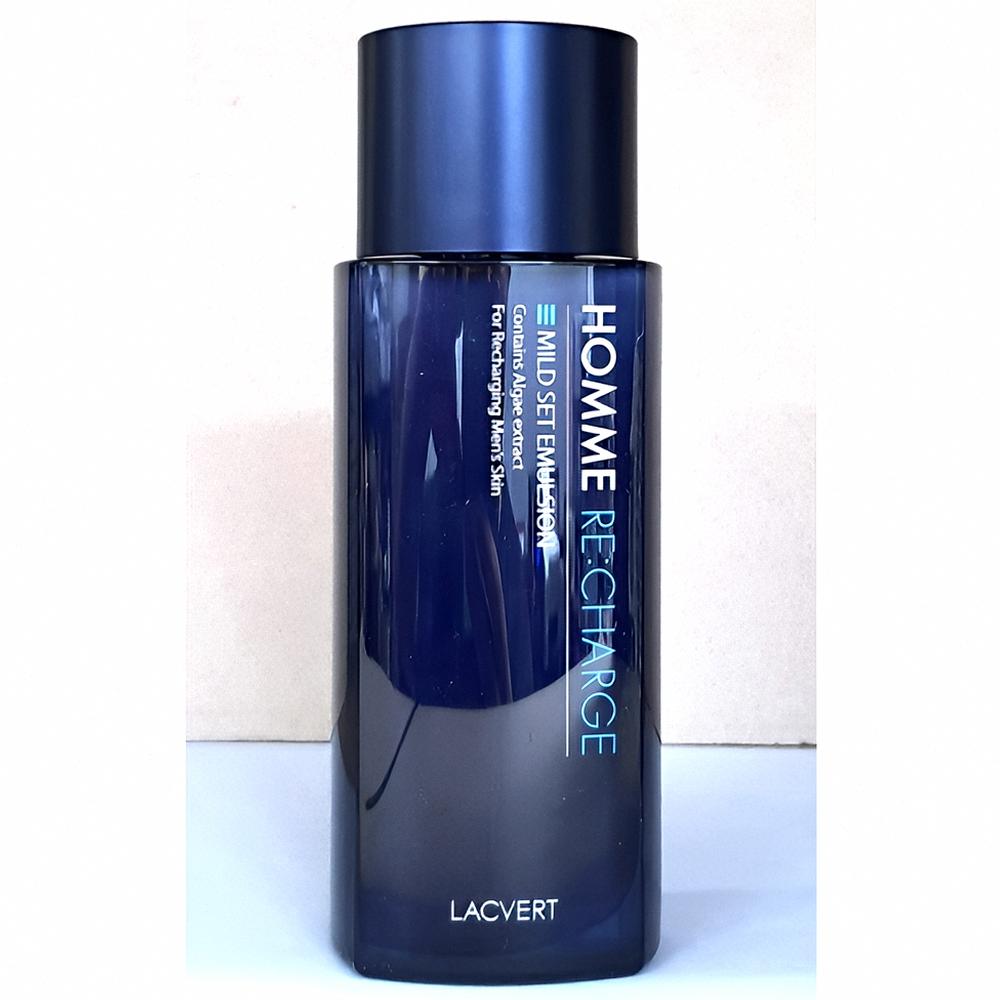 HOMME RE:CHARGE
MILD SET EMULSION
Contains Algae extract
For Recharging Men's Skin
LACVERT